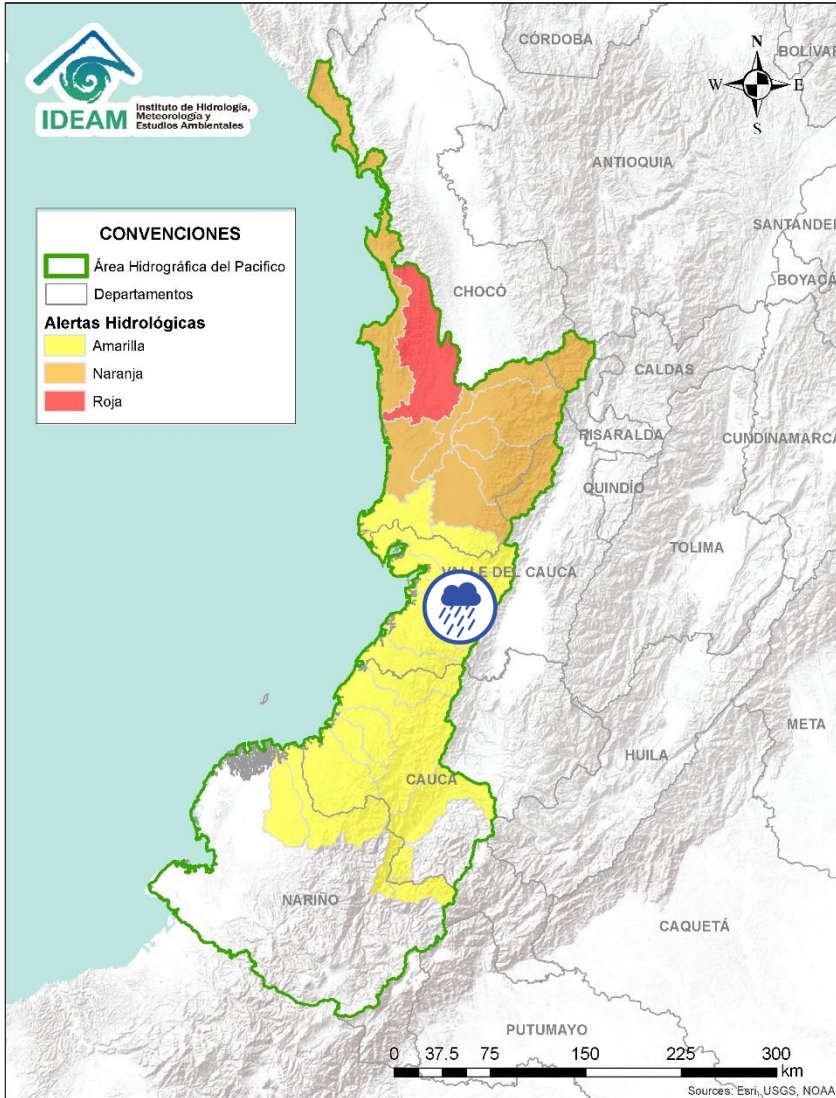 IDEAM
Instituto de Hidrología,
Meteorología y
Estudios Ambientales
CÓRDOBA
BOLÍVAR
N
W
E
S
ANTIOQUIA
SANTANDER
BOYACÁ
CONVENCIONES
Área Hidrográfica del Pacifico
Departamentos
Alertas Hidrológicas
Amarilla
Naranja
Roja
CHOCÓ
CALDAS
RISARALDA
CUNDINAMARCA
QUINDÍO
TOLIMA
VALLE DEL CAUCA
META
HUILA
CAUCA
NARIÑO
CAQUETÁ
PUTUMAYO
0 37.5 75 150 225 300
km
Sources: Esri, USGS, NOAA